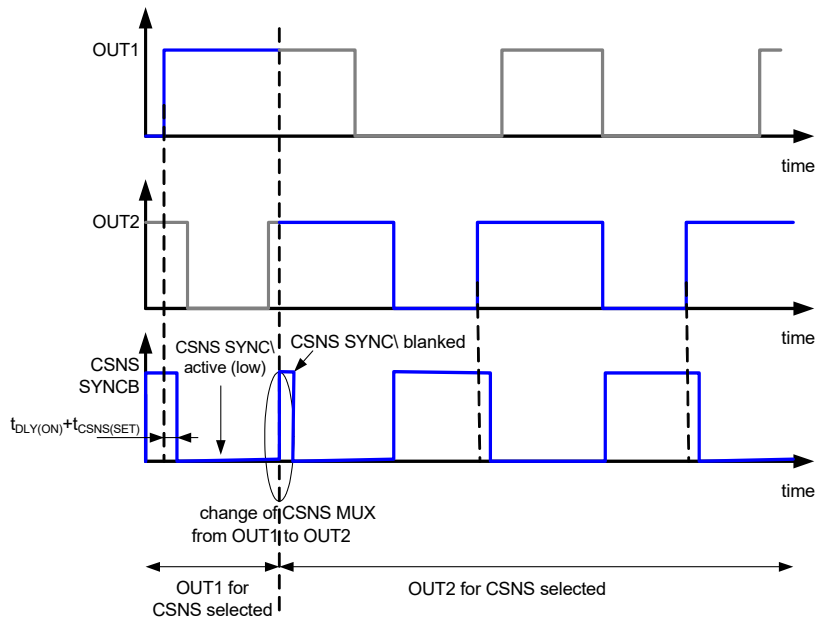 OUT1
time
OUT2
time
CSNS SYNC\ blanked
CSNS SYNC\
active (low)
CSNS
SYNCB
tDLY(ON)+tCSNS(SET)
time
change of CSNS MUX
from OUT1 to OUT2
OUT1 for
CSNS selected
OUT2 for CSNS selected